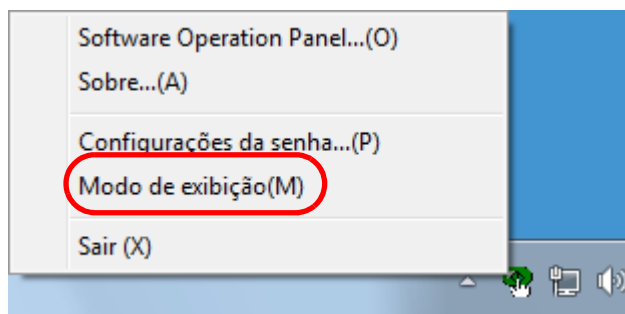 Software Operation Panel...(O)
Sobre...(A)
Configurações da senha...(P)
Modo de exibição(M)
Sair (X)